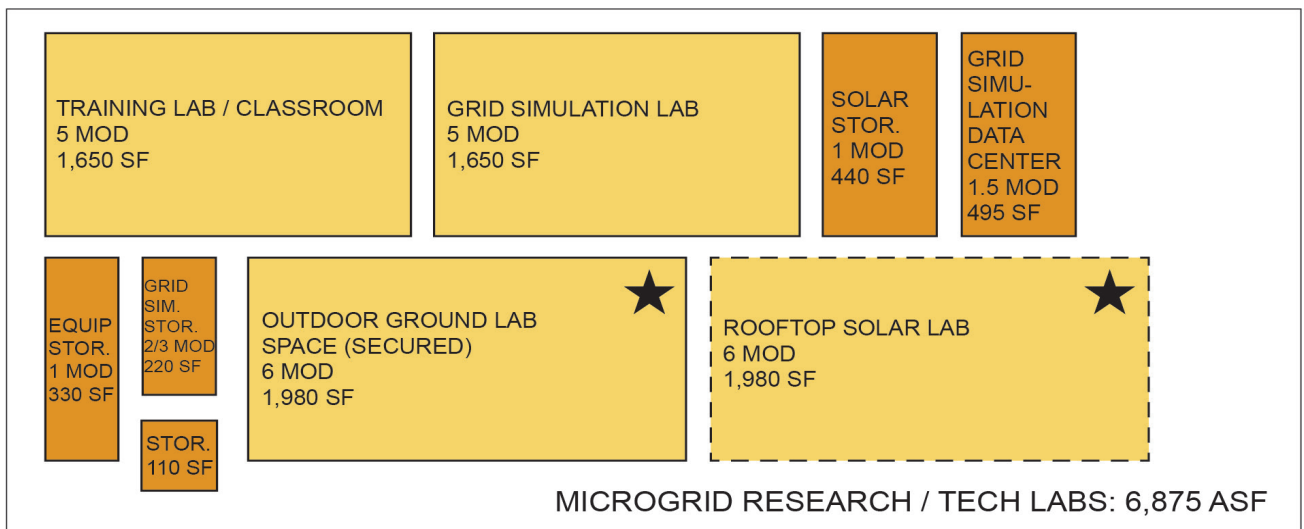 TRAINING LAB / CLASSROOM
5 MOD
1,650 SF
GRID SIMULATION LAB
5 MOD
1,650 SF
SOLAR
STOR.
1 MOD
440 SF
GRID
SIMU-
LATION
DATA
CENTER
1.5 MOD
495 SF
EQUIP
STOR.
1 MOD
330 SF
GRID
SIM.
STOR.
2/3 MOD
220 SF
STOR.
110 SF
OUTDOOR GROUND LAB
SPACE (SECURED)
6 MOD
1,980 SF
ROOFTOP SOLAR LAB
6 MOD
1,980 SF
MICROGRID RESEARCH / TECH LABS: 6,875 ASF